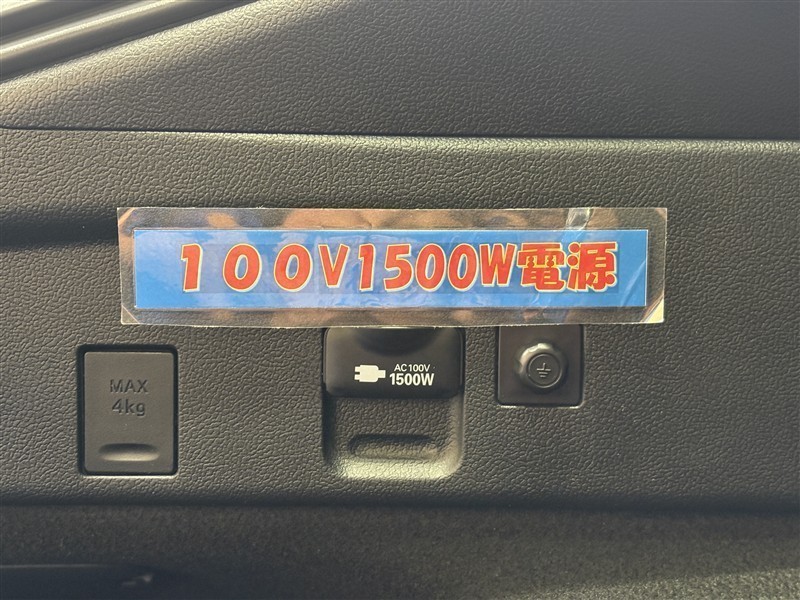 １００V1500W電源
MAX
4kg
AC100V
1500W